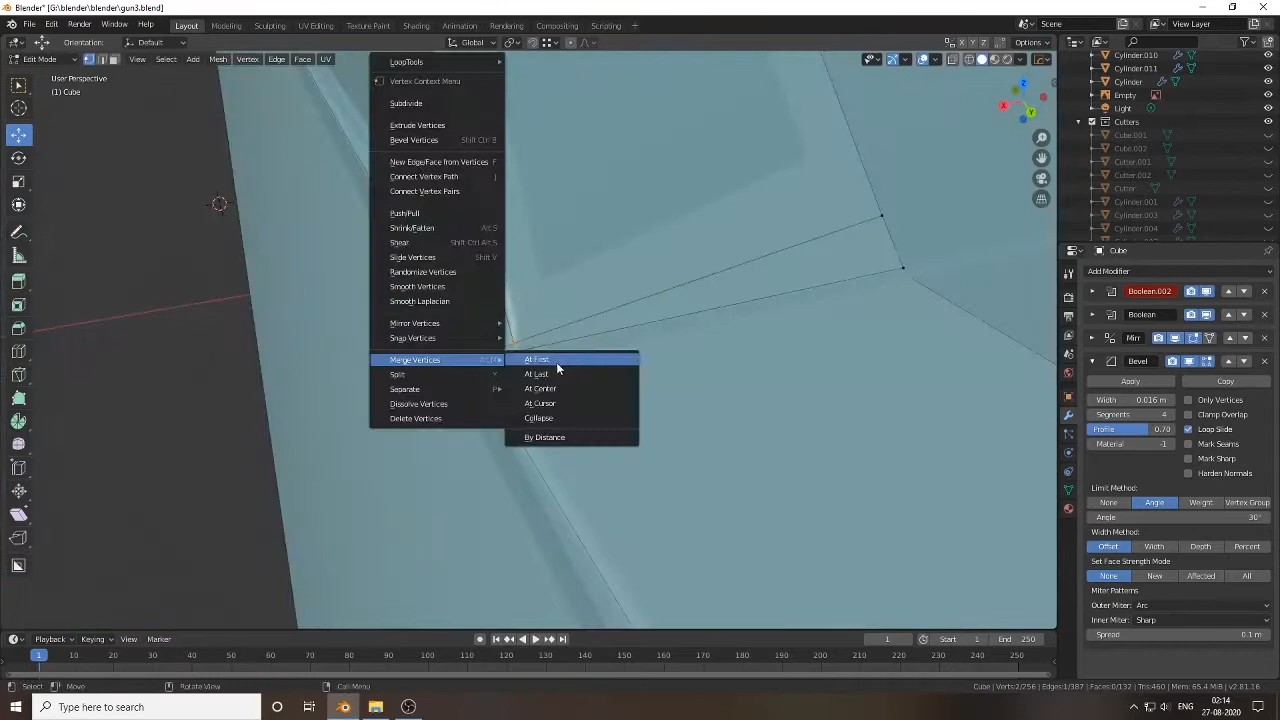 Blender* [G:\blender\blender\gun3.blend]
File Edit Render Window Help Layout Modeling Sculpting UV Editing Texture Paint Shading Animation Rendering Compositing Scripting + Scene View Layer
Orientation: Default Global X Y Z Options
Edit Mode View Select Add Mesh Vertex Edge Face UV
User Perspective
(1) Cube
LoopTools
Vertex Context Menu
Subdivide
Extrude Vertices
Bevel Vertices Shift Ctrl B
New Edge/Face from Vertices F
Connect Vertex Path J
Connect Vertex Pairs
Push/Pull
Shrink/Fatten Alt S
Shear Shift Ctrl Alt S
Slide Vertices Shift V
Randomize Vertices
Smooth Vertices
Smooth Laplacian
Mirror Vertices
Snap Vertices
Merge Vertices Alt M
Split Y
Separate P
Dissolve Vertices
Delete Vertices
At First
At Last
At Center
At Cursor
Collapse
By Distance
X Y Z
Cylinder.010
Cylinder.011
Cylinder
Empty
Light
Cutters
Cube.001
Cube.002
Cutter.001
Cutter.002
Cutter
Cylinder.001
Cylinder.003
Cylinder.004
Cube
Add Modifier
Boolean.002
Boolean
Mirr
Bevel
Apply Copy
Width 0.016 m Only Vertices
Segments 4 Clamp Overlap
Profile 0.70 Loop Slide
Material -1 Mark Seams
Mark Sharp
Harden Normals
Limit Method:
None Angle Weight Vertex Group
Angle 30°
Width Method:
Offset Width Depth Percent
Set Face Strength Mode
None New Affected All
Miter Patterns
Outer Miter: Arc
Inner Miter: Sharp
Spread 0.1 m
Playback Keying View Marker 1 Start 1 End 250
1 10 20 30 40 50 60 70 80 90 100 110 120 130 140 150 160 170 180 190 200 210 220 230 240 250
Select Move Rotate View Call Menu Cube | Verts:2/256 | Edges:1/387 | Faces:0/132 | Tris:460 | Mem: 65.4 MiB | v2.81.16
Type here to search ENG 02:14
27-08-2020